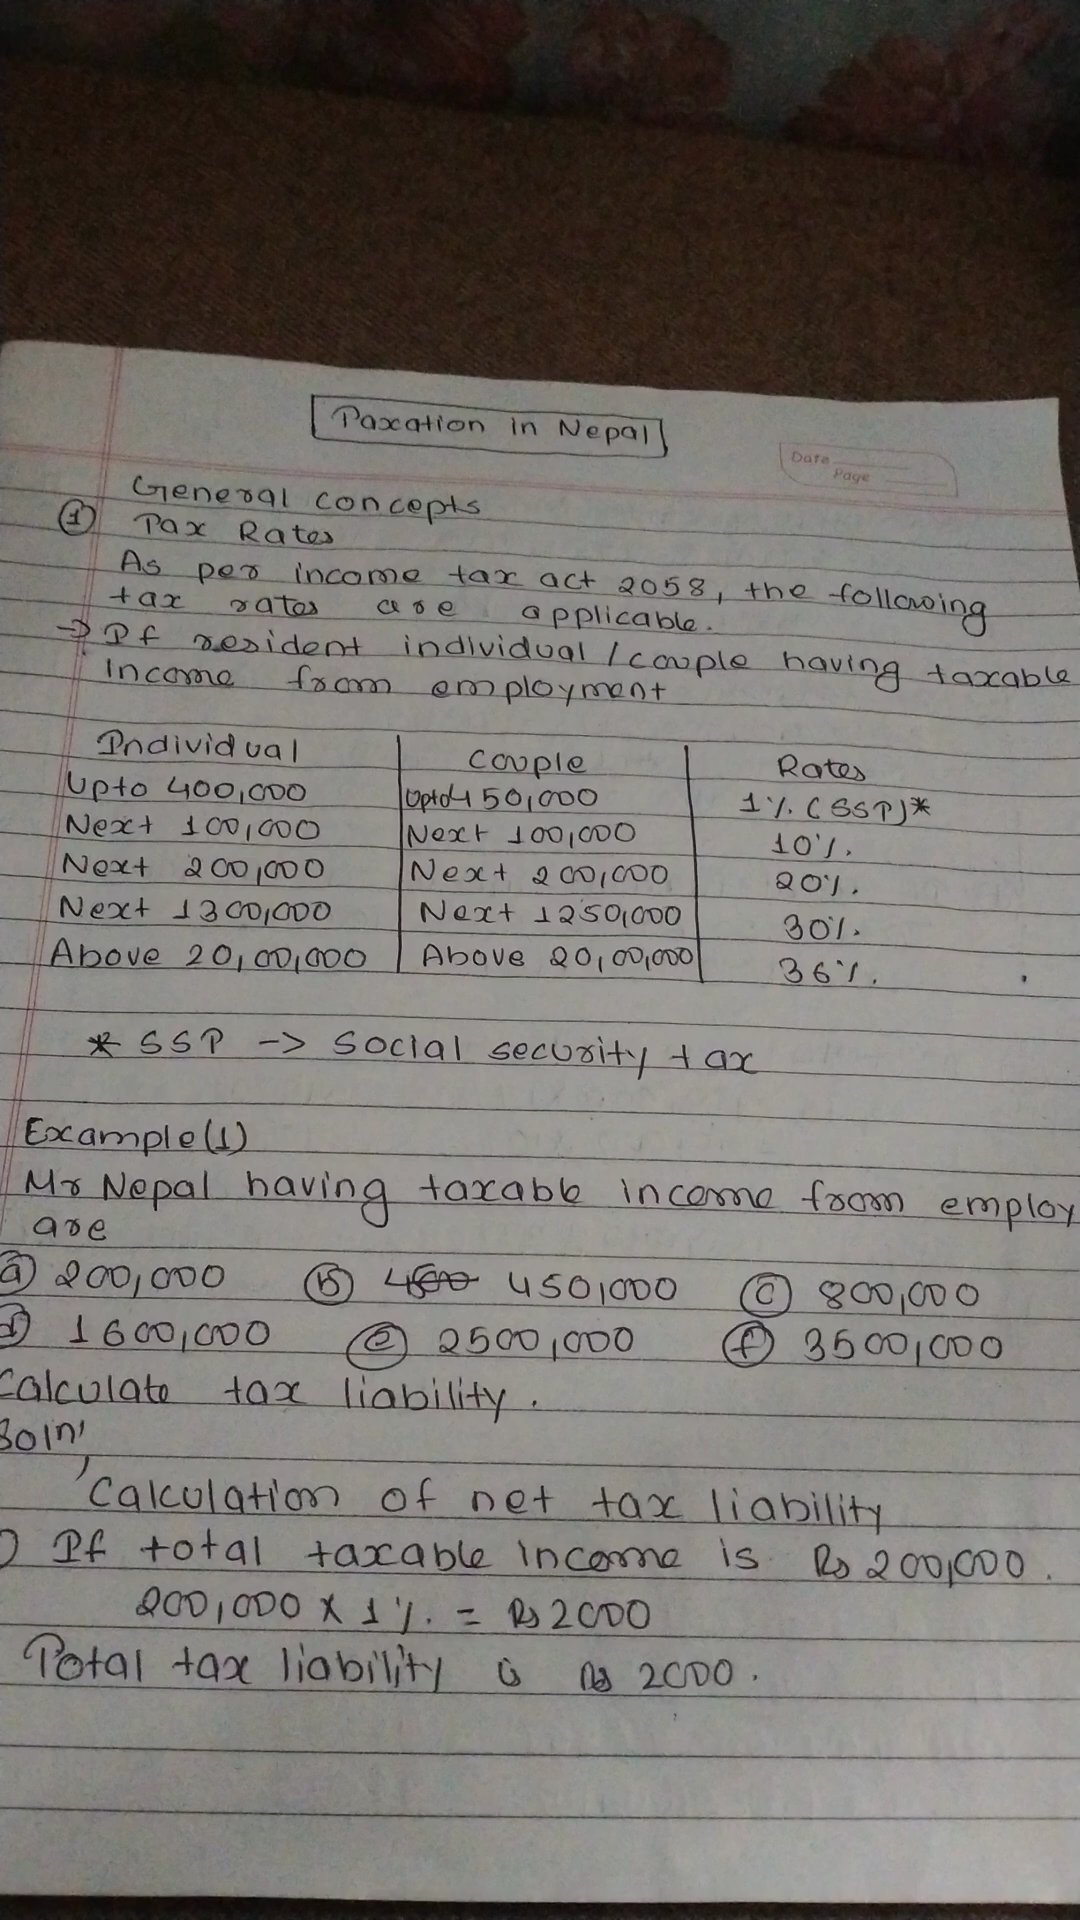 Taxation in Nepal
Date
Page
General concepts
① Tax Rates
As per income tax act 2058, the following
tax rates are applicable.
→ If resident individual / couple having taxable
income from employment
Individual | couple | Rates
Upto 400,000 | Upto 450,000 | 1% (SST)*
Next 100,000 | Next 100,000 | 10%.
Next 200,000 | Next 200,000 | 20%.
Next 1300,000 | Next 1250,000 | 30%.
Above 20,00,000 | Above 20,00,000 | 36%.
* SST -> Social security tax
Example (1)
Mr Nepal having taxable income from employ
are
ⓐ 200,000 ⓑ 450,000 ⓒ 800,000
ⓓ 1600,000 ⓔ 2500,000 ⓕ 3500,000
Calculate tax liability.
Soln,
Calculation of net tax liability
) If total taxable income is Rs 200,000.
200,000 x 1%. = Rs 2000
Total tax liability is Rs 2000.